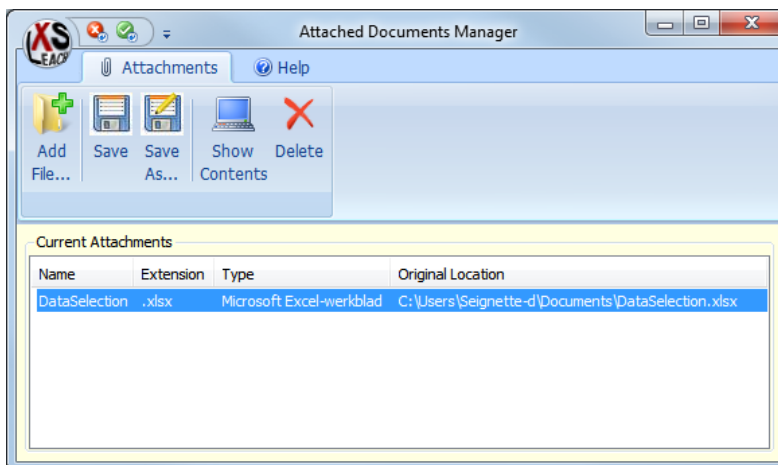 XS
LEACH
Attached Documents Manager
Attachments
Help
Add File...
Save
Save As...
Show Contents
Delete
Current Attachments
Name Extension Type Original Location
DataSelection .xlsx Microsoft Excel-werkblad C:\Users\Seignette-d\Documents\DataSelection.xlsx